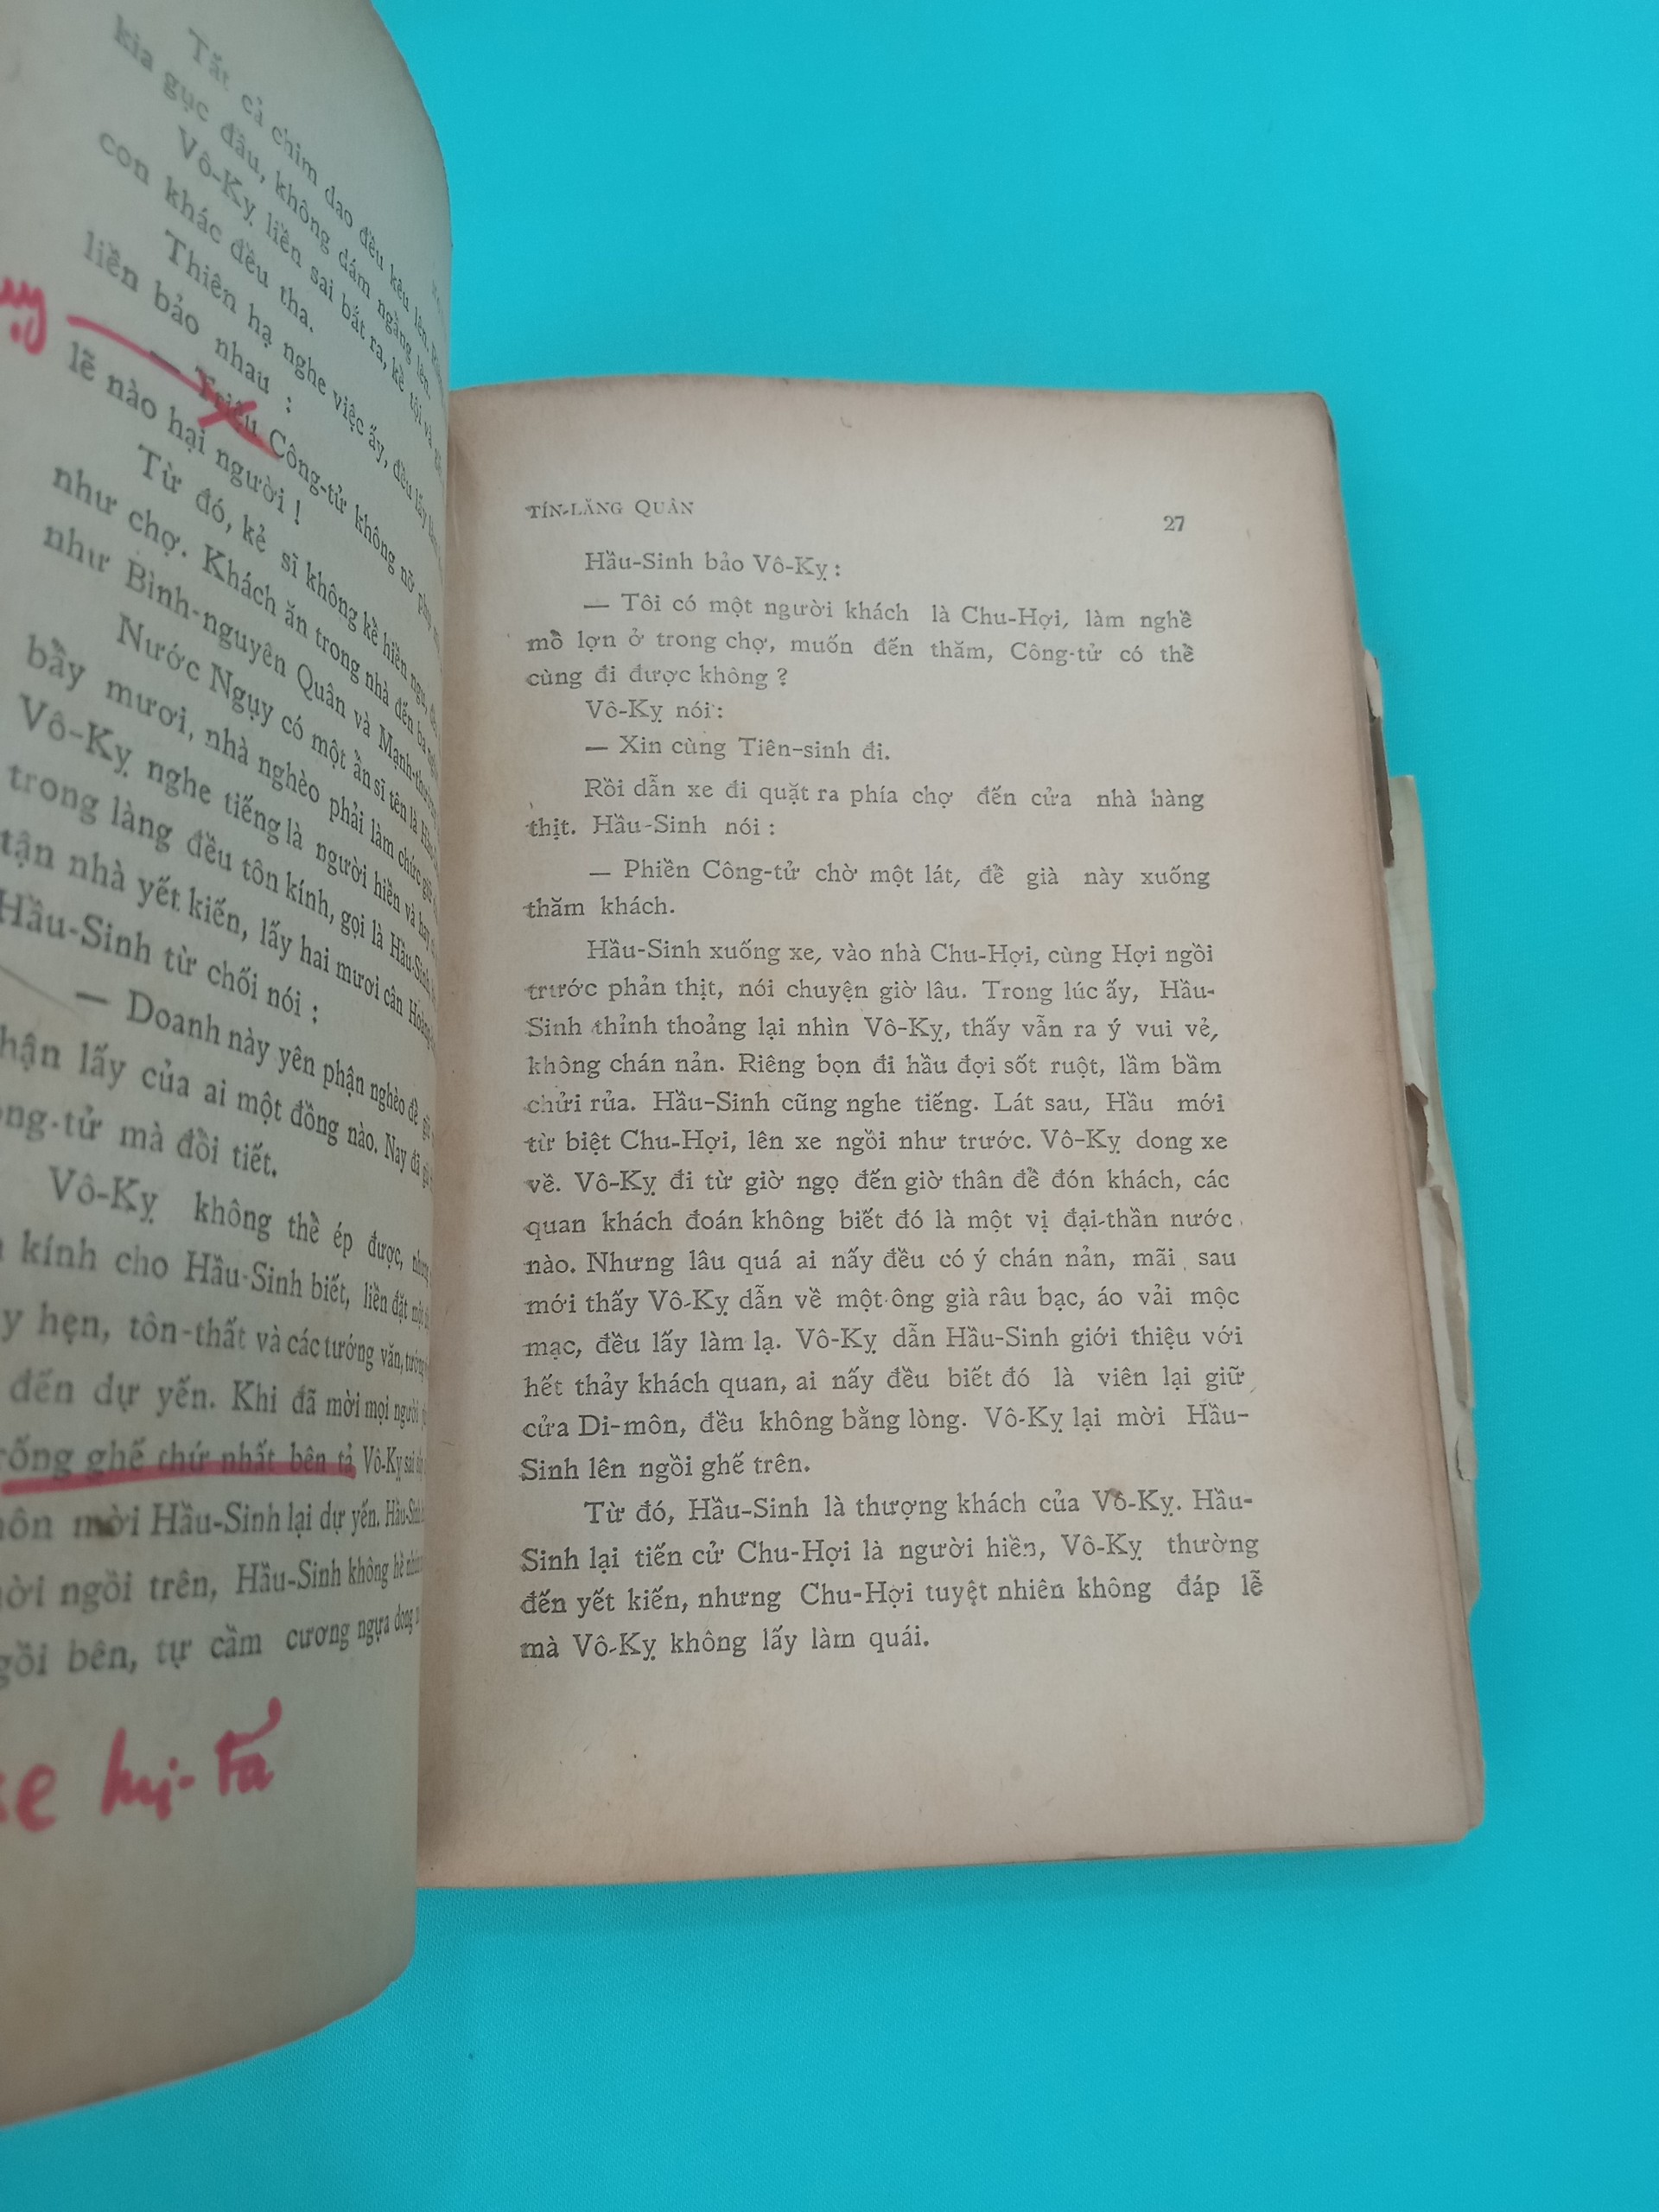 Tất cả chim dao đều kêu lên.
kia gục đầu, không dám ngẩng lên.
Vô-Kỵ liền sai bắt ra, kẻ tội và
con khác đều tha.
Thiên hạ nghe việc ấy, đều lấy
liền bảo nhau :
— Triệu Công-tử không nỡ
lẽ nào hại người !
Từ đó, kẻ sĩ không kể hiền ngu,
như chợ. Khách ăn trong nhà đến ba
như Bình-nguyên Quân và Mạnh-thường
Nước Ngụy có một ẩn sĩ tên là
bẩy mươi, nhà nghèo phải làm chức giữ
Vô-Kỵ nghe tiếng là người hiền và hay
trong làng đều tôn kính, gọi là Hầu-Sinh
tận nhà yết kiến, lấy hai mươi cân
Hầu-Sinh từ chối nói :
— Doanh này yên phận nghèo để
lấy của ai một đồng nào. Nay đã
mà đổi tiết.
Vô-Kỵ không thể ép được,
kính cho Hầu-Sinh biết, liền đặt
hẹn, tôn-thất và các tướng văn,
đến dự yến. Khi đã mời mọi người
ghế thứ nhất bên tả Vô-Kỵ sai
mời Hầu-Sinh lại dự yến. Hầu-Sinh
ngồi trên, Hầu-Sinh không hề
bên, tự cầm cương ngựa dong
TÍN-LĂNG QUÂN
27
Hầu-Sinh bảo Vô-Kỵ :
— Tôi có một người khách là Chu-Hợi, làm nghề
mổ lợn ở trong chợ, muốn đến thăm, Công-tử có thể
cùng đi được không ?
Vô-Kỵ nói :
— Xin cùng Tiên-sinh đi.
Rồi dẫn xe đi quặt ra phía chợ đến cửa nhà hàng
thịt. Hầu-Sinh nói :
— Phiền Công-tử chờ một lát, để già này xuống
thăm khách.
Hầu-Sinh xuống xe, vào nhà Chu-Hợi, cùng Hợi ngồi
trước phản thịt, nói chuyện giờ lâu. Trong lúc ấy, Hầu-
Sinh thỉnh thoảng lại nhìn Vô-Kỵ, thấy vẫn ra ý vui vẻ,
không chán nản. Riêng bọn đi hầu đợi sốt ruột, lầm bầm
chửi rủa. Hầu-Sinh cũng nghe tiếng. Lát sau, Hầu mới
từ biệt Chu-Hợi, lên xe ngồi như trước. Vô-Kỵ dong xe
về. Vô-Kỵ đi từ giờ ngọ đến giờ thân để đón khách, các
quan khách đoán không biết đó là một vị đại-thần nước
nào. Nhưng lâu quá ai nấy đều có ý chán nản, mãi sau
mới thấy Vô-Kỵ dẫn về một ông già râu bạc, áo vải mộc
mạc, đều lấy làm lạ. Vô-Kỵ dẫn Hầu-Sinh giới thiệu với
hết thảy khách quan, ai nấy đều biết đó là viên lại giữ
cửa Di-môn, đều không bằng lòng. Vô-Kỵ lại mời Hầu-
Sinh lên ngồi ghế trên.
Từ đó, Hầu-Sinh là thượng khách của Vô-Kỵ. Hầu-
Sinh lại tiến cử Chu-Hợi là người hiền, Vô-Kỵ thường
đến yết kiến, nhưng Chu-Hợi tuyệt nhiên không đáp lễ
mà Vô-Kỵ không lấy làm quái.